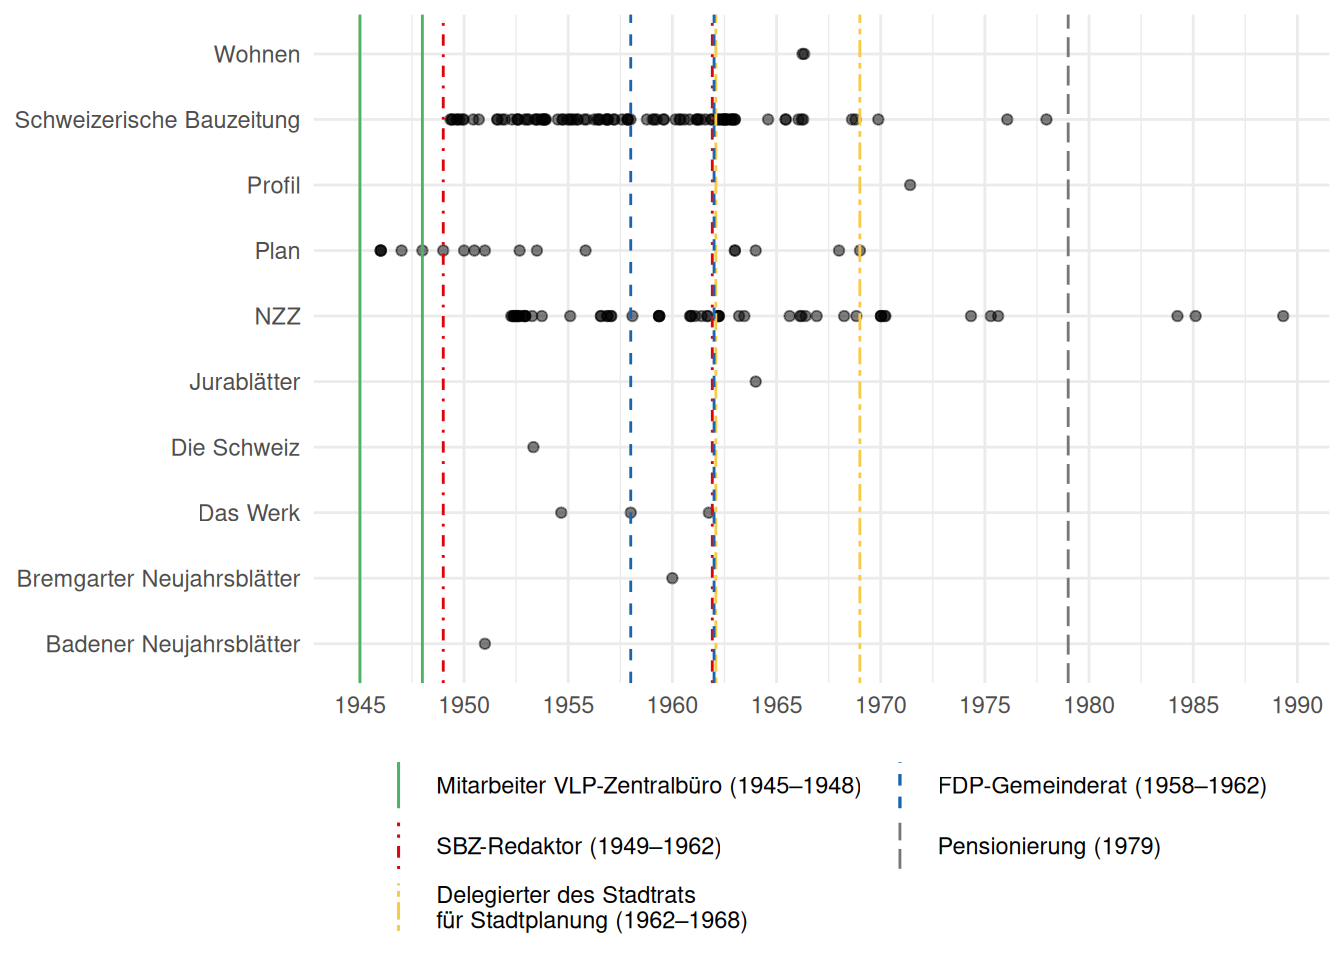 Wohnen
Schweizerische Bauzeitung
Profil
Plan
NZZ
Jurablätter
Die Schweiz
Das Werk
Bremgarter Neujahrsblätter
Badener Neujahrsblätter
1945 1950 1955 1960 1965 1970 1975 1980 1985 1990
Mitarbeiter VLP-Zentralbüro (1945–1948)
SBZ-Redaktor (1949–1962)
Delegierter des Stadtrats
für Stadtplanung (1962–1968)
FDP-Gemeinderat (1958–1962)
Pensionierung (1979)